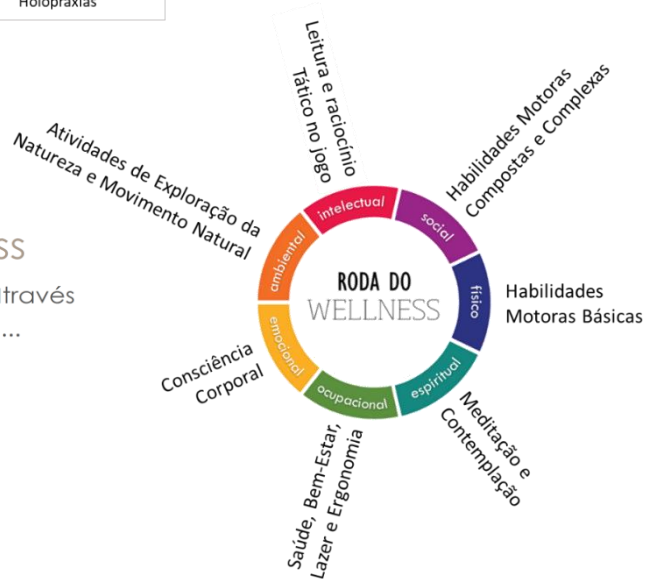 Holopraxias
Leitura e raciocínio
Tático no jogo
Habilidades Motoras
Compostas e Complexas
Atividades de Exploração da
Natureza e Movimento Natural
intelectual
social
ambiental
físico
RODA DO
WELLNESS
Habilidades
Motoras Básicas
SS
través
...
emocional
espiritual
ocupacional
Consciência
Corporal
Meditação e
Contemplação
Saúde, Bem-Estar,
Lazer e Ergonomia